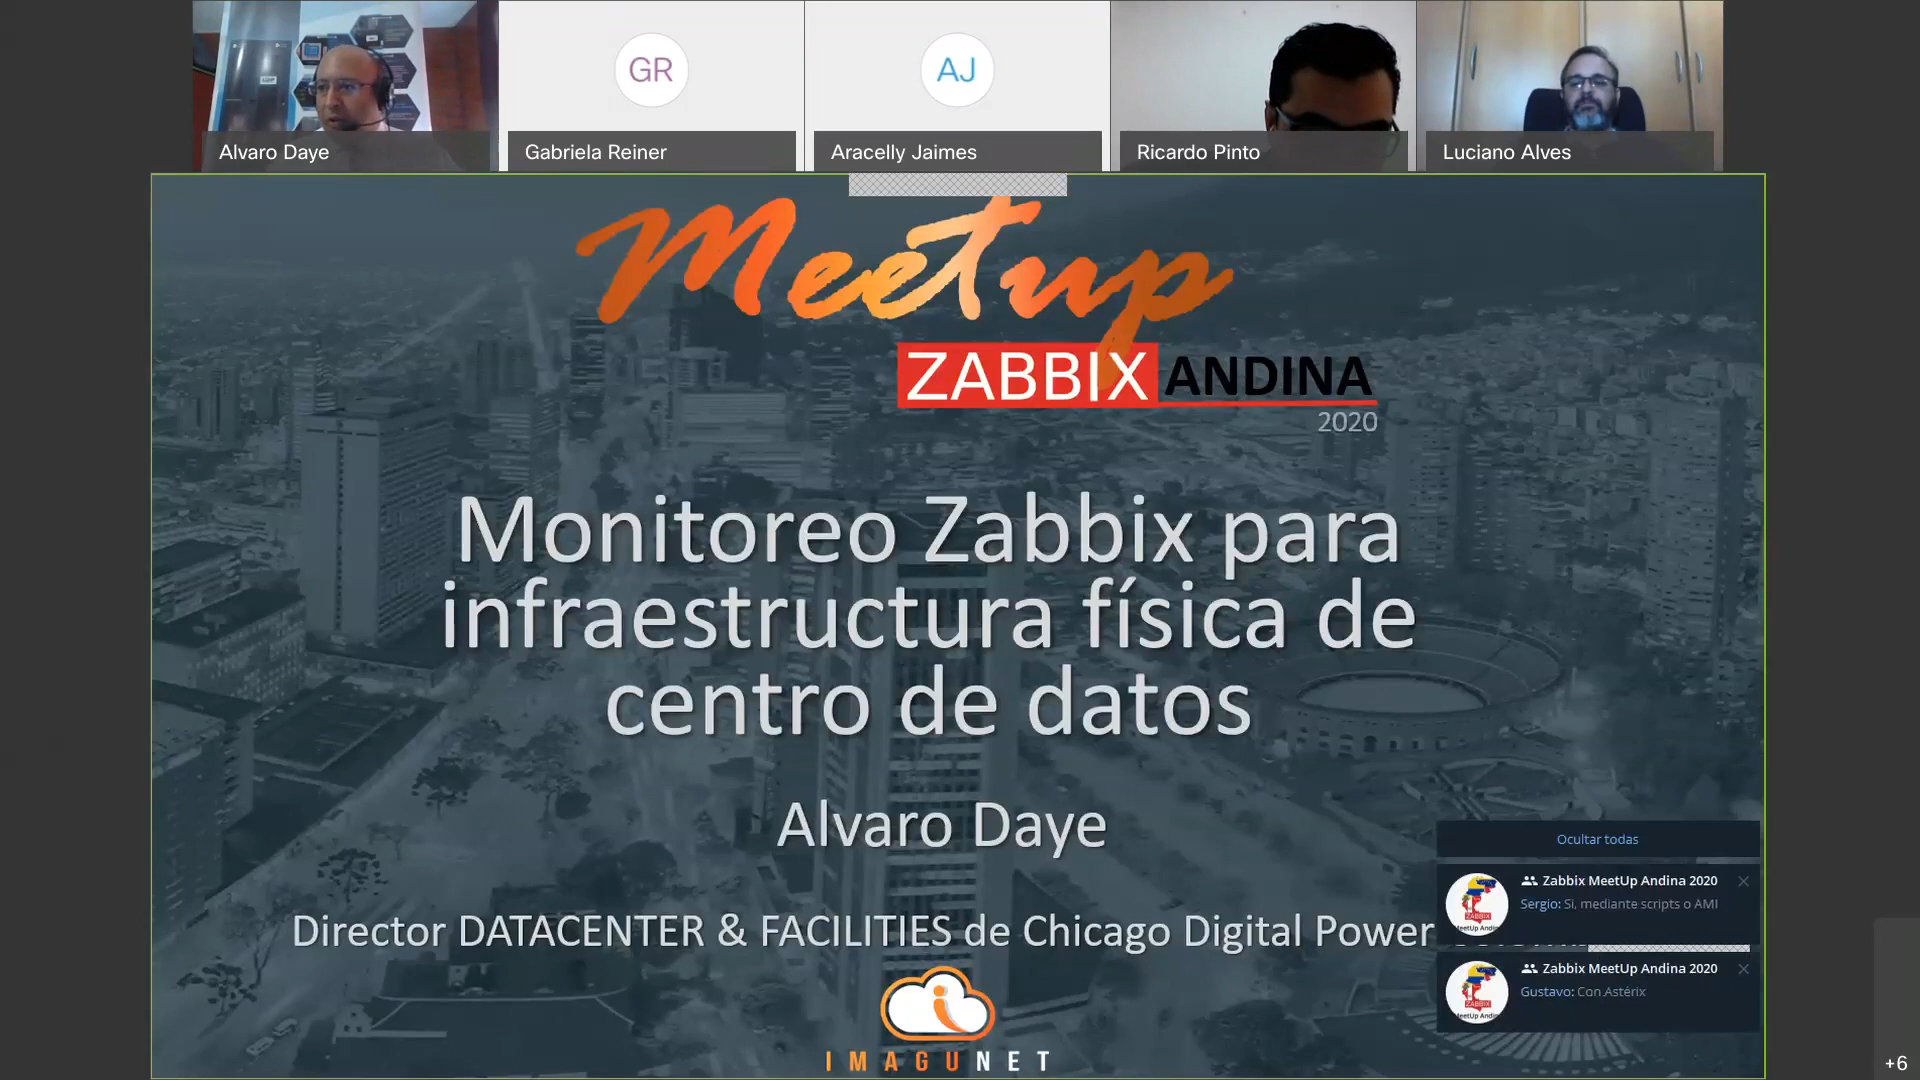 GR
AJ
Alvaro Daye
Gabriela Reiner
Aracelly Jaimes
Ricardo Pinto
Luciano Alves
Meetup
ZABBIX ANDINA
2020
Monitoreo Zabbix para
infraestructura física de
centro de datos
Alvaro Daye
Director DATACENTER & FACILITIES de Chicago Digital Power
IMAGUNET
Ocultar todas
Zabbix MeetUp Andina 2020
Sergio: Si, mediante scripts o AMI
Zabbix MeetUp Andina 2020
Gustavo: Con Astérix
+6